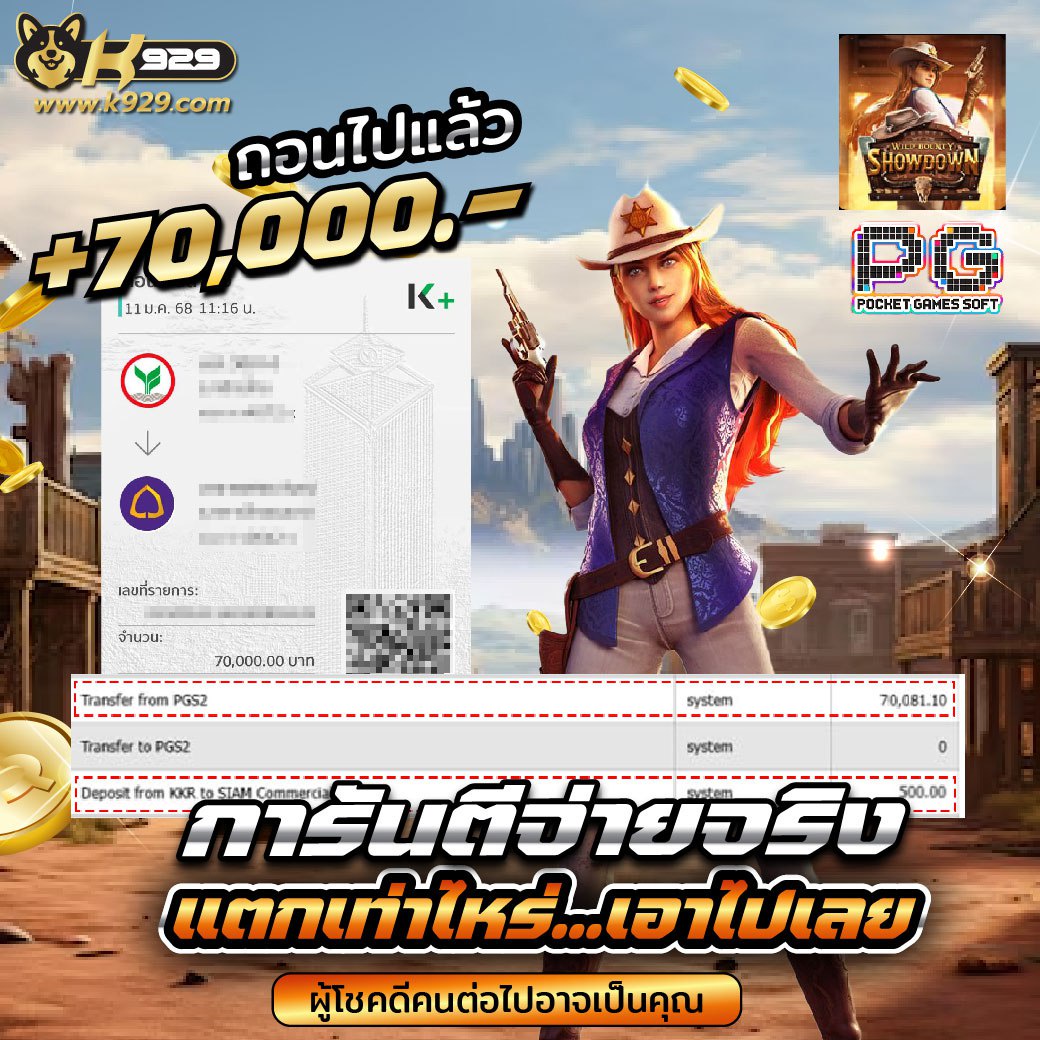 K929
www.k929.com
ถอนไปแล้ว
+70,000.-
WILD BOUNTY
SHOWDOWN
PG
POCKET GAMES SOFT
11 ม.ค. 68 11:16 น.
K+
เลขที่รายการ:
จำนวน:
70,000.00 บาท
Transfer from PGS2 system 70,081.10
Transfer to PGS2 system 0
Deposit from KKR to SIAM Commercia system 500.00
การันตีจ่ายจริง
แตกเท่าไหร่...เอาไปเลย
ผู้โชคดีคนต่อไปอาจเป็นคุณ